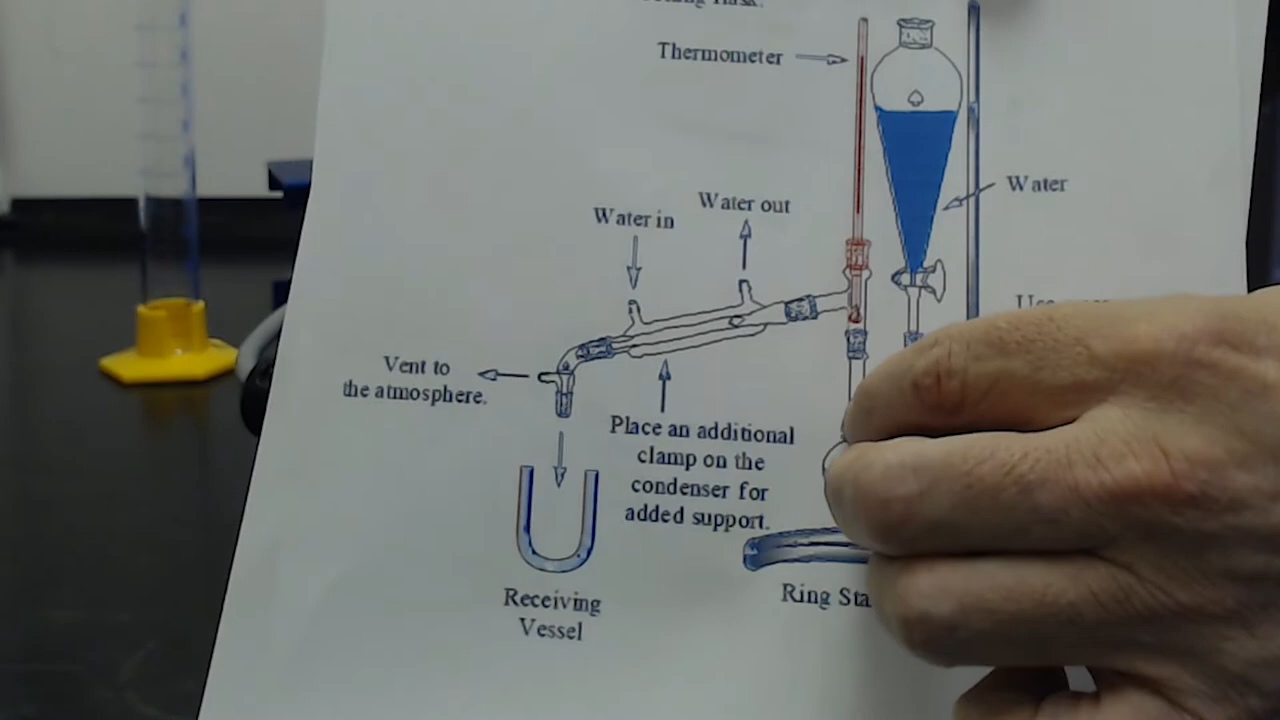 Thermometer
Water
Water out
Water in
Vent to
the atmosphere.
Place an additional
clamp on the
condenser for
added support.
Ring
Receiving
Vessel